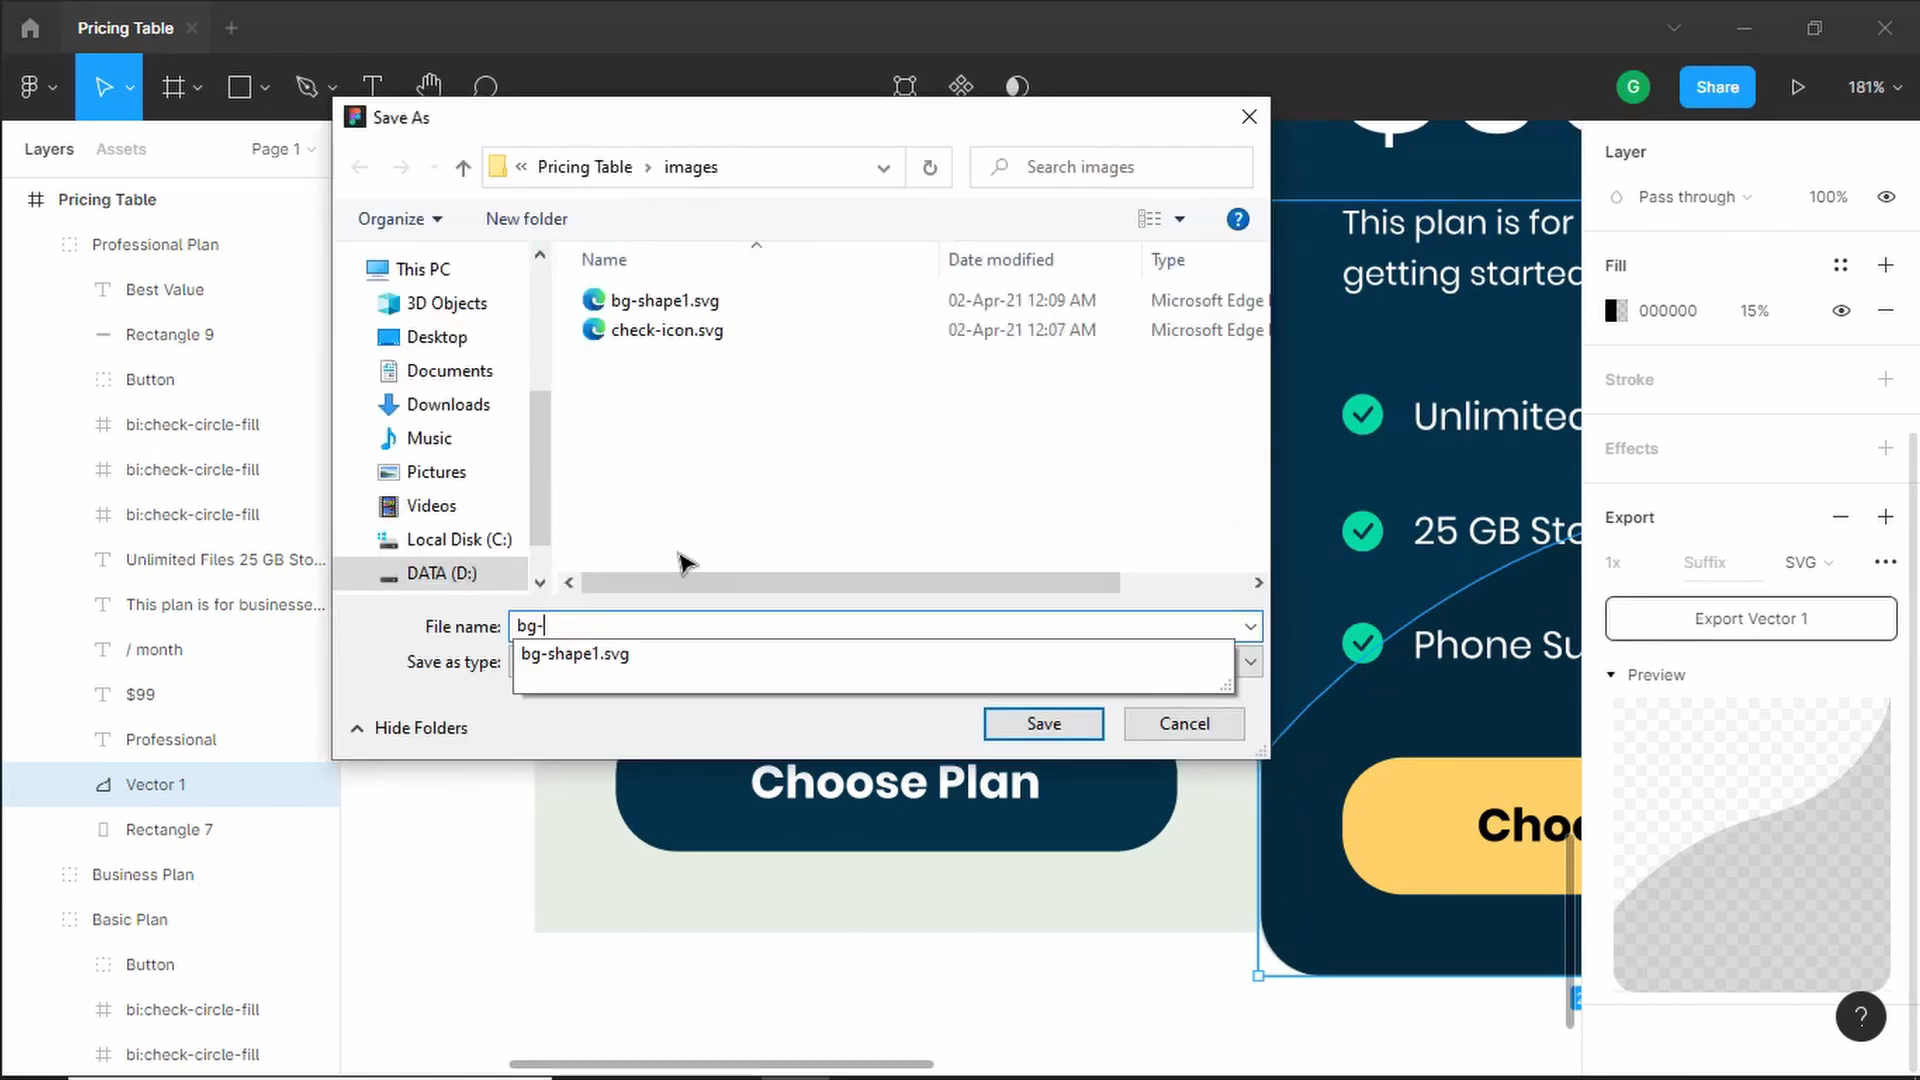 Pricing Table
G
Share
181%
Layers
Assets
Page 1
Pricing Table
Professional Plan
Best Value
Rectangle 9
Button
bi:check-circle-fill
bi:check-circle-fill
bi:check-circle-fill
Unlimited Files 25 GB Sto...
This plan is for businesse...
/ month
$99
Professional
Vector 1
Rectangle 7
Business Plan
Basic Plan
Button
bi:check-circle-fill
bi:check-circle-fill
Save As
« Pricing Table > images
Search images
Organize
New folder
?
This PC
3D Objects
Desktop
Documents
Downloads
Music
Pictures
Videos
Local Disk (C:)
DATA (D:)
Name
Date modified
Type
bg-shape1.svg
02-Apr-21 12:09 AM
Microsoft Edge
check-icon.svg
02-Apr-21 12:07 AM
Microsoft Edge
File name:
bg-
bg-shape1.svg
Save as type:
Hide Folders
Save
Cancel
Choose Plan
This plan is for
getting started
Unlimited
25 GB Sto
Phone Su
Choo
Layer
Pass through
100%
Fill
000000
15%
Stroke
Effects
Export
1x
Suffix
SVG
Export Vector 1
Preview
?